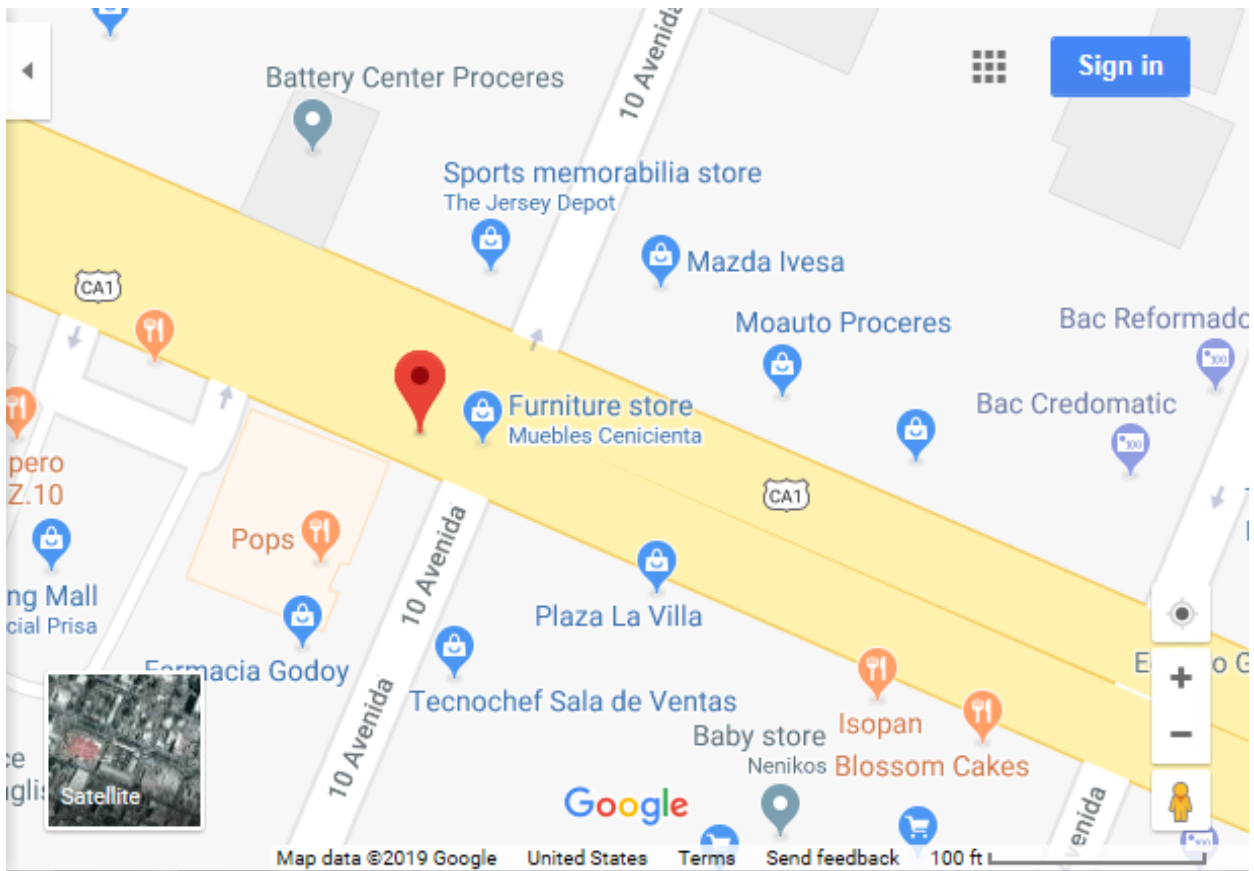 Battery Center Proceres
10 Avenida
Sign in
Sports memorabilia store
The Jersey Depot
Mazda Ivesa
CA1
Moauto Proceres
Bac Reformado
Furniture store
Muebles Cenicienta
Bac Credomatic
pero
Z.10
CA1
Pops
10 Avenida
ng Mall
cial Prisa
Plaza La Villa
Farmacia Godoy
Tecnochef Sala de Ventas
10 Avenida
Isopan
Baby store
Nenikos
Blossom Cakes
ce
Satellite
Google
venida
Map data ©2019 Google United States Terms Send feedback 100 ft